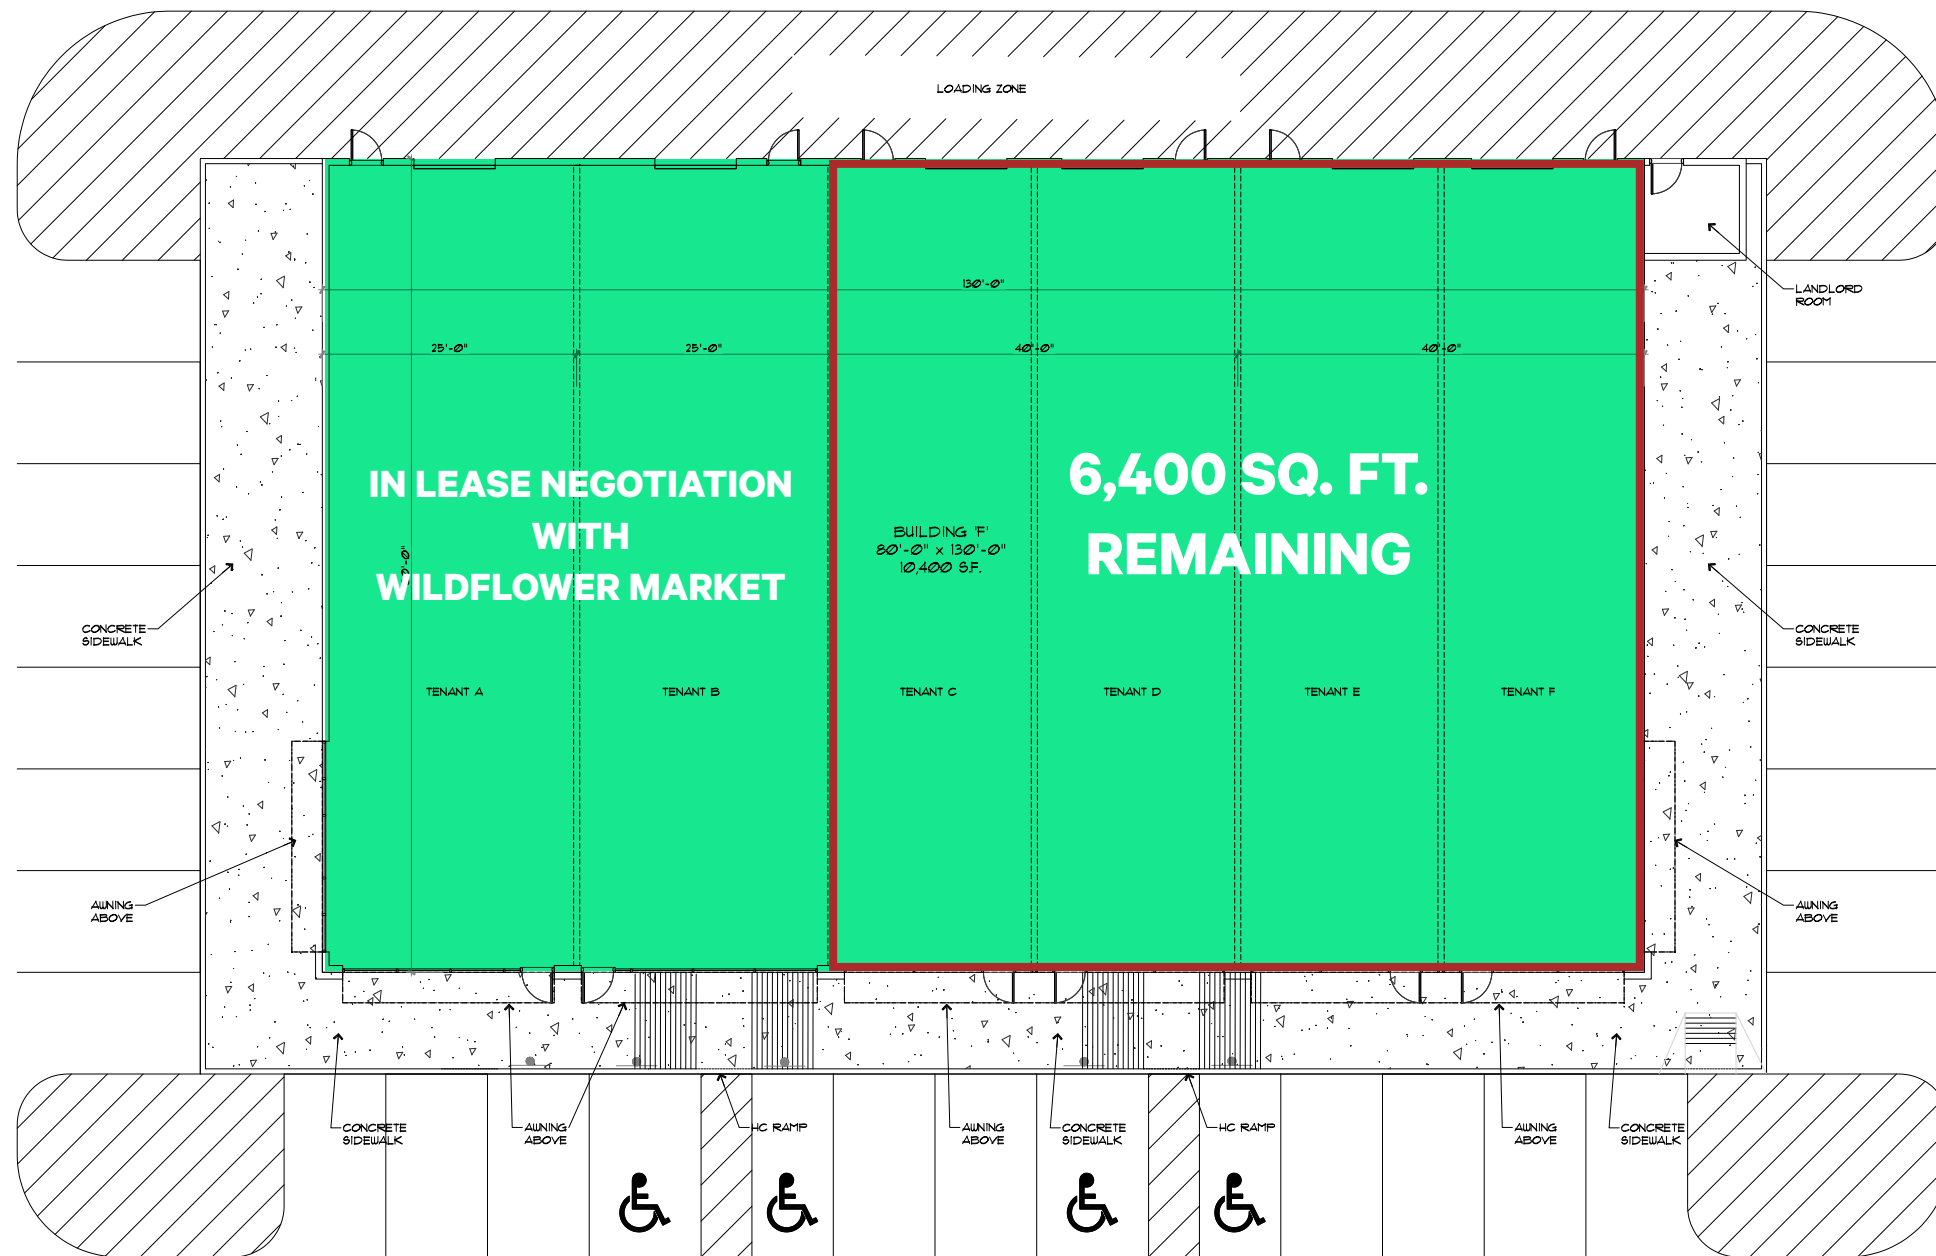 LOADING ZONE
LANDLORD
ROOM
130'-0"
25'-0"
25'-0"
40'-0"
40'-0"
IN LEASE NEGOTIATION
WITH
WILDFLOWER MARKET
6,400 SQ. FT.
REMAINING
BUILDING 'F'
80'-0" x 130'-0"
10,400 S.F.
CONCRETE
SIDEWALK
CONCRETE
SIDEWALK
TENANT A
TENANT B
TENANT C
TENANT D
TENANT E
TENANT F
AWNING
ABOVE
AWNING
ABOVE
CONCRETE
SIDEWALK
AWNING
ABOVE
HC RAMP
AWNING
ABOVE
CONCRETE
SIDEWALK
HC RAMP
AWNING
ABOVE
CONCRETE
SIDEWALK